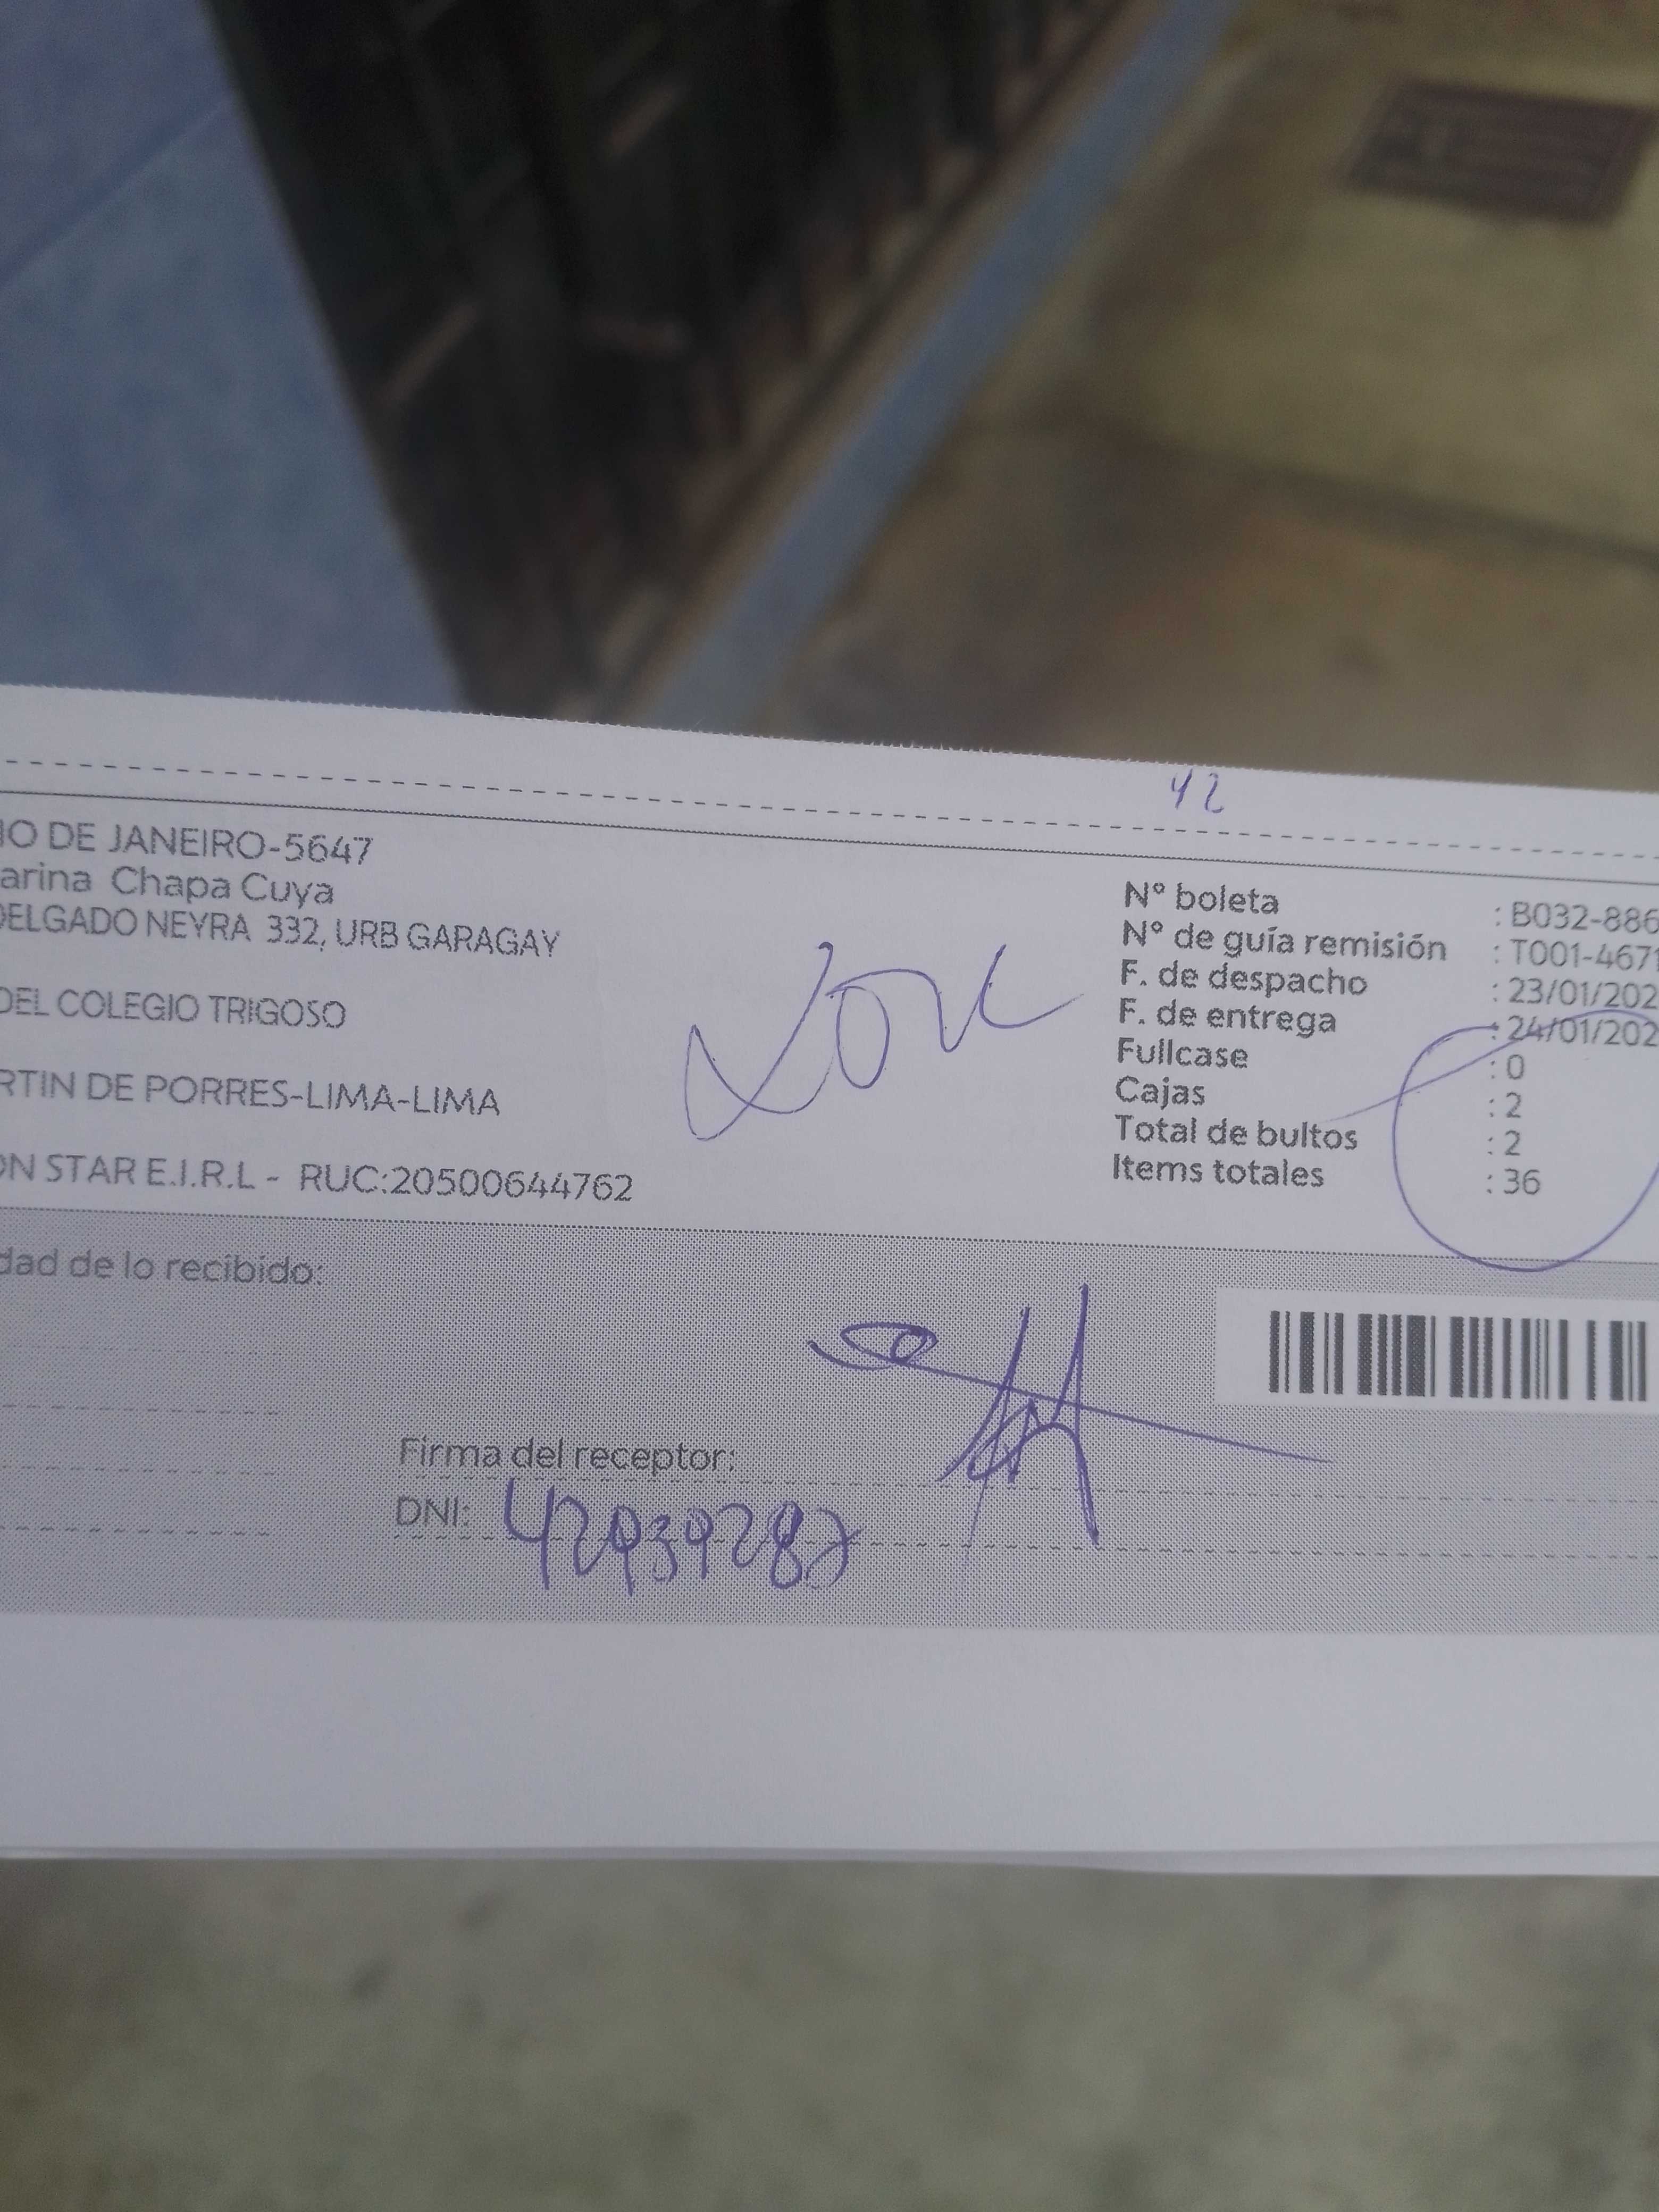 42
IO DE JANEIRO-5647
arina Chapa Cuya
DELGADO NEYRA 332, URB GARAGAY
DEL COLEGIO TRIGOSO
RTIN DE PORRES-LIMA-LIMA
ON STAR E.I.R.L - RUC:20500644762
N° boleta : B032-886
N° de guía remisión : T001-4671
F. de despacho : 23/01/202
F. de entrega : 24/01/202
Fullcase : 0
Cajas : 2
Total de bultos : 2
Items totales : 36
dad de lo recibido:
Firma del receptor:
DNI: 42939287